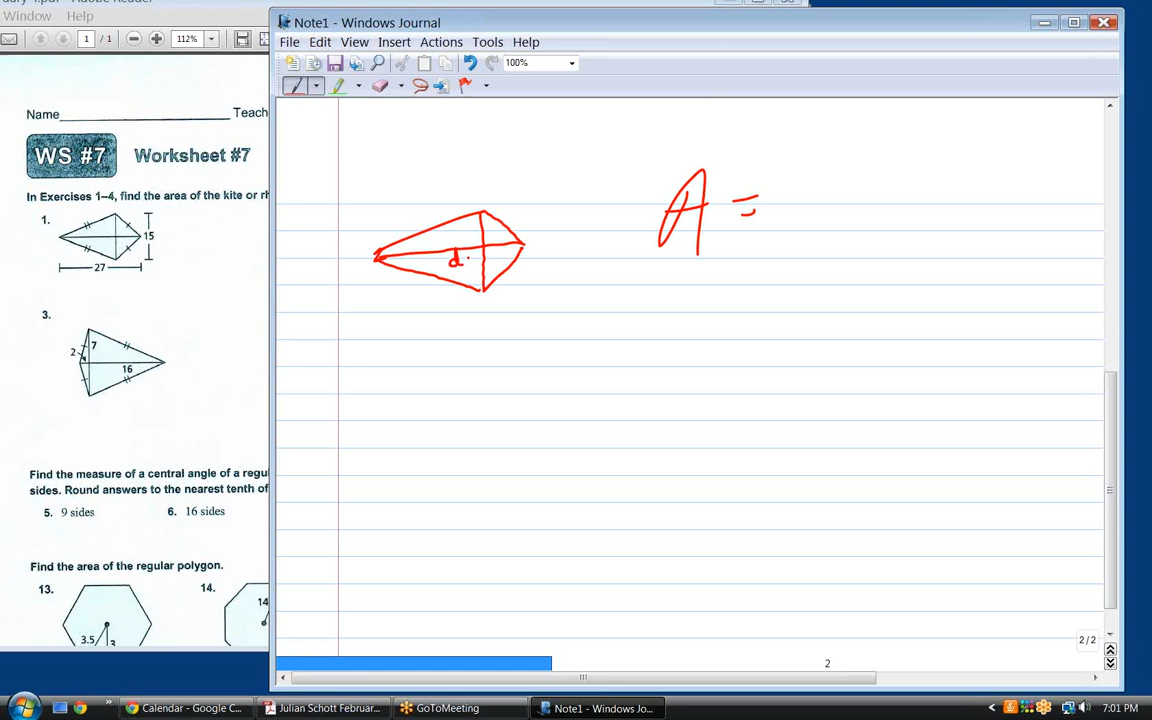 Window Help
1 / 1 112%
Name Teach
WS #7 Worksheet #7
In Exercises 1–4, find the area of the kite or rh
1.
15
27
3.
2 7
16
Find the measure of a central angle of a regu
sides. Round answers to the nearest tenth of
5. 9 sides 6. 16 sides
Find the area of the regular polygon.
13. 14.
14
3.5 3
Note1 - Windows Journal
File Edit View Insert Actions Tools Help
100%
A =
d
2 / 2
2
Calendar - Google C... Julian Schott Februar... GoToMeeting Note1 - Windows Jo... 7:01 PM